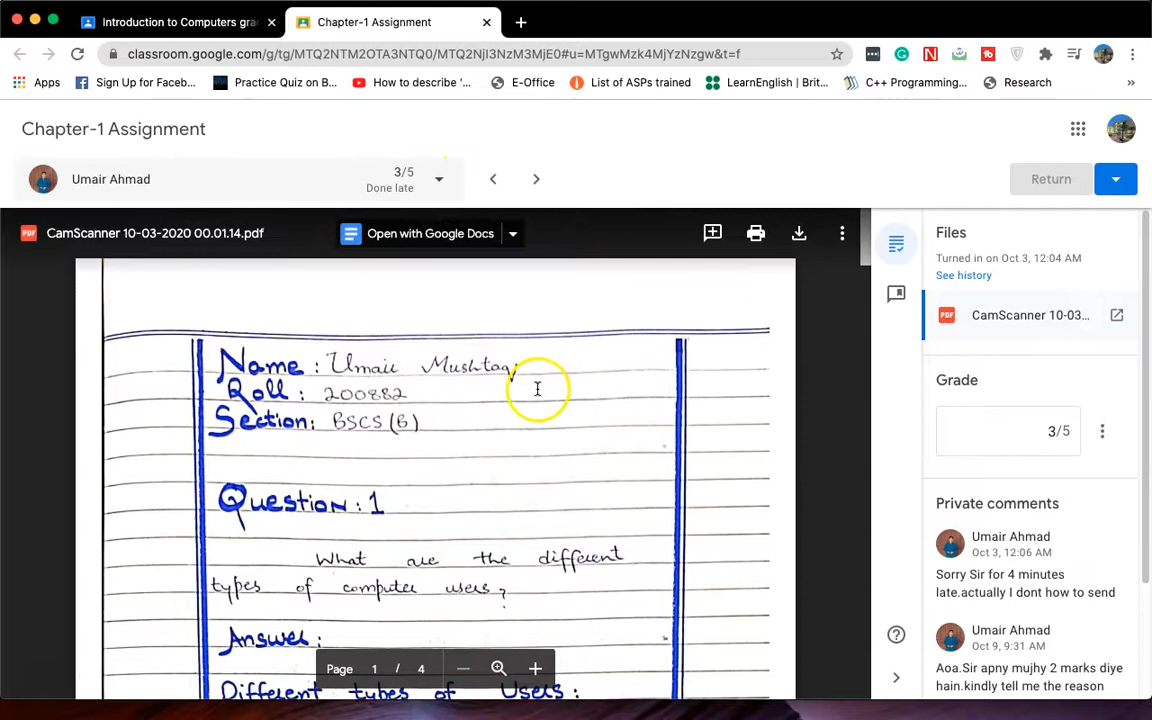 Introduction to Computers gra
Chapter-1 Assignment
classroom.google.com/g/tg/MTQ2NTM2OTA3NTQ0/MTQ2NjI3NzM3MjE0#u=MTgwMzk4MjYzNzgw&t=f
Apps
Sign Up for Faceb...
Practice Quiz on B...
How to describe '...
E-Office
List of ASPs trained
LearnEnglish | Brit...
C++ Programming...
Research
»
Chapter-1 Assignment
Umair Ahmad
3/5
Done late
Return
PDF CamScanner 10-03-2020 00.01.14.pdf
Open with Google Docs
Files
Turned in on Oct 3, 12:04 AM
See history
PDF CamScanner 10-03...
Grade
3/5
Private comments
Umair Ahmad
Oct 3, 12:06 AM
Sorry Sir for 4 minutes
late.actually I dont how to send
Umair Ahmad
Oct 9, 9:31 AM
Aoa.Sir apny mujhy 2 marks diye
hain.kindly tell me the reason
Name : Umair Mushtaq
Roll : 200882
Section: BSCS (B)
Question: 1
What are the different
types of computer users?
Answer:
Different types of Users:
Page 1 / 4